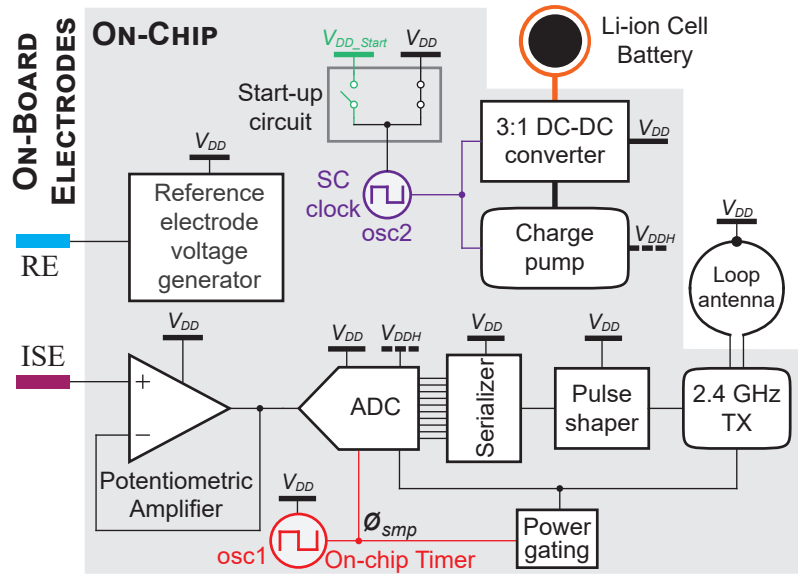 ON-CHIP
ON-BOARD
ELECTRODES
V_DD_Start
V_DD
Start-up
circuit
Li-ion Cell
Battery
3:1 DC-DC
converter
V_DD
SC
clock
osc2
Charge
pump
V_DDH
V_DD
Reference
electrode
voltage
generator
RE
V_DD
Loop
antenna
ISE
V_DD
+
−
Potentiometric
Amplifier
V_DD
V_DDH
ADC
V_DD
Serializer
V_DD
Pulse
shaper
2.4 GHz
TX
V_DD
osc1
Ø_smp
On-chip Timer
Power
gating